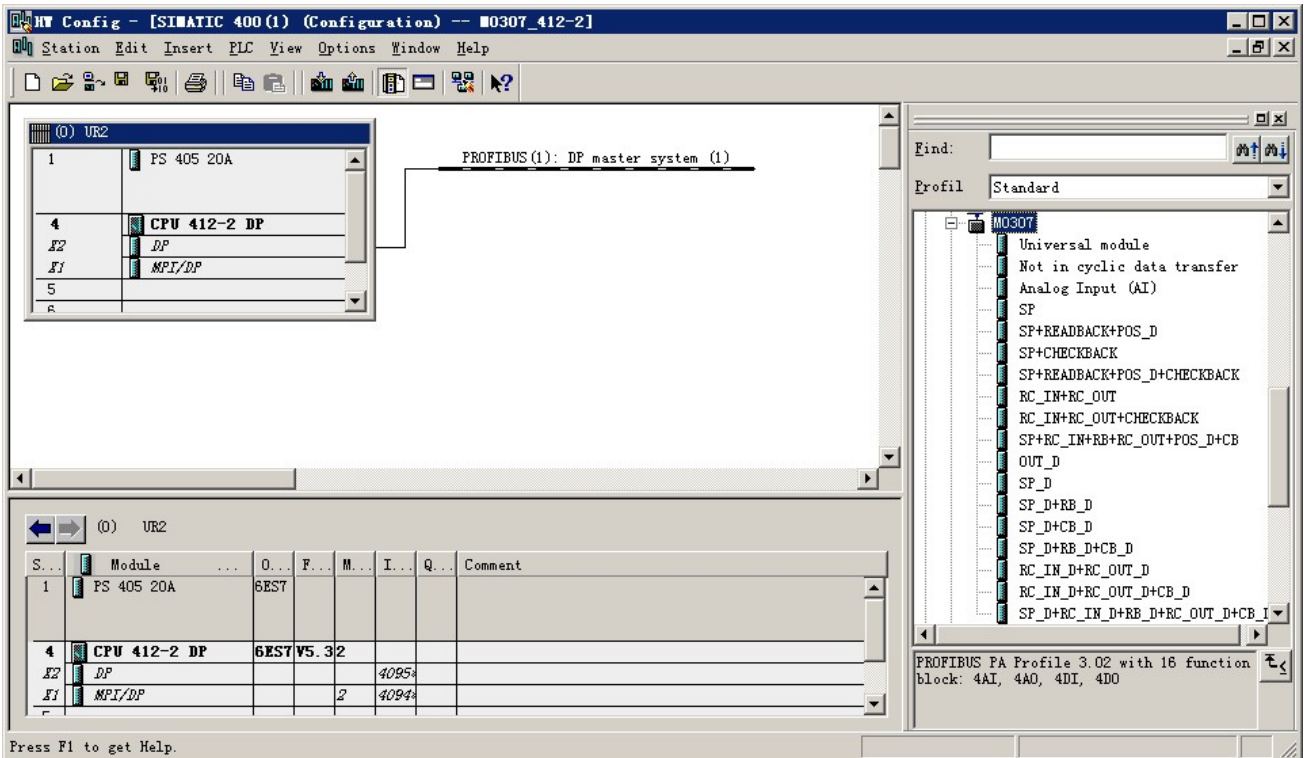 HW Config - [SIMATIC 400(1) (Configuration) -- M0307_412-2]
Station Edit Insert PLC View Options Window Help
(0) UR2
1 PS 405 20A
4 CPU 412-2 DP
X2 DP
X1 MPI/DP
5
6
PROFIBUS(1): DP master system (1)
(0) UR2
S... Module ... O... F... M... I... Q... Comment
1 PS 405 20A 6ES7
4 CPU 412-2 DP 6ES7 V5.3 2
X2 DP 4095*
X1 MPI/DP 2 4094*
Find:
Profil Standard
M0307
Universal module
Not in cyclic data transfer
Analog Input (AI)
SP
SP+READBACK+POS_D
SP+CHECKBACK
SP+READBACK+POS_D+CHECKBACK
RC_IN+RC_OUT
RC_IN+RC_OUT+CHECKBACK
SP+RC_IN+RB+RC_OUT+POS_D+CB
OUT_D
SP_D
SP_D+RB_D
SP_D+CB_D
SP_D+RB_D+CB_D
RC_IN_D+RC_OUT_D
RC_IN_D+RC_OUT_D+CB_D
SP_D+RC_IN_D+RB_D+RC_OUT_D+CB_D
PROFIBUS PA Profile 3.02 with 16 function
block: 4AI, 4AO, 4DI, 4DO
Press F1 to get Help.